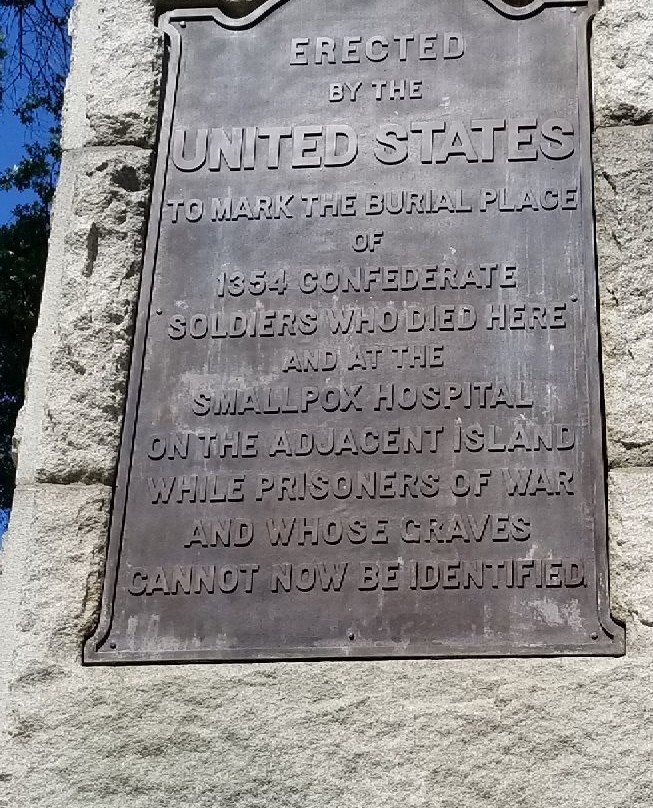 ERECTED
BY THE
UNITED STATES
TO MARK THE BURIAL PLACE
OF
1354 CONFEDERATE
SOLDIERS WHO DIED HERE
AND AT THE
SMALLPOX HOSPITAL
ON THE ADJACENT ISLAND
WHILE PRISONERS OF WAR
AND WHOSE GRAVES
CANNOT NOW BE IDENTIFIED.